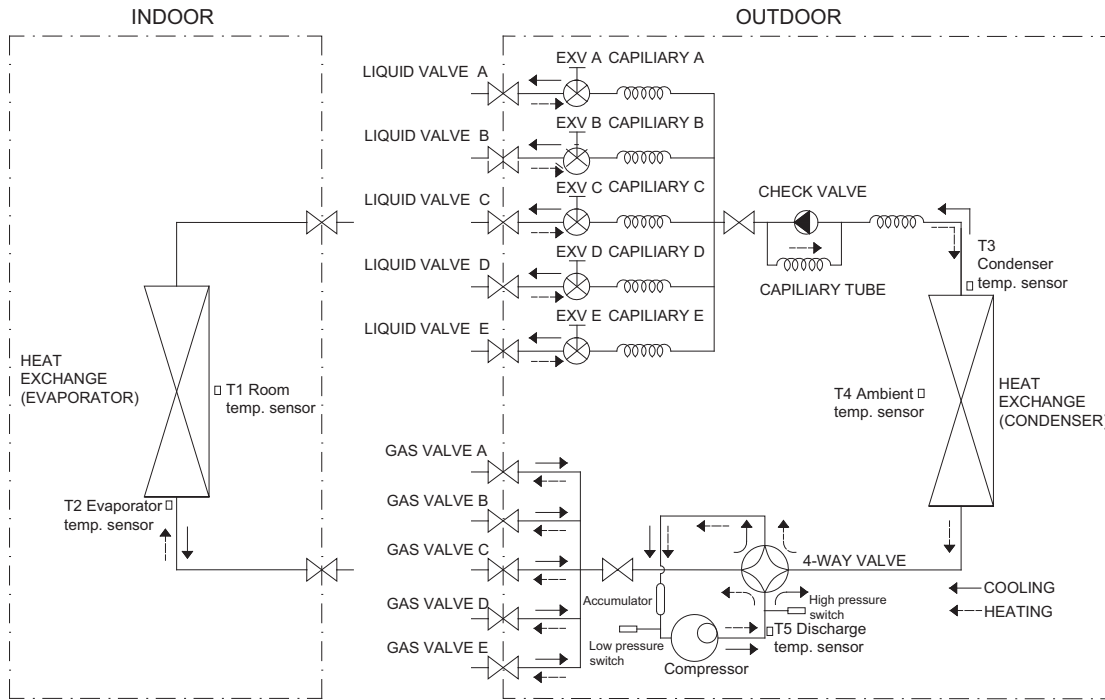 INDOOR
OUTDOOR
LIQUID VALVE A
EXV A CAPILIARY A
LIQUID VALVE B
EXV B CAPILIARY B
LIQUID VALVE C
EXV C CAPILIARY C
CHECK VALVE
LIQUID VALVE D
EXV D CAPILIARY D
CAPILIARY TUBE
T3
Condenser
temp. sensor
LIQUID VALVE E
EXV E CAPILIARY E
HEAT
EXCHANGE
(EVAPORATOR)
T1 Room
temp. sensor
T4 Ambient
temp. sensor
HEAT
EXCHANGE
(CONDENSER)
GAS VALVE A
T2 Evaporator
temp. sensor
GAS VALVE B
GAS VALVE C
4-WAY VALVE
COOLING
HEATING
GAS VALVE D
Accumulator
High pressure
switch
T5 Discharge
temp. sensor
GAS VALVE E
Low pressure
switch
Compressor